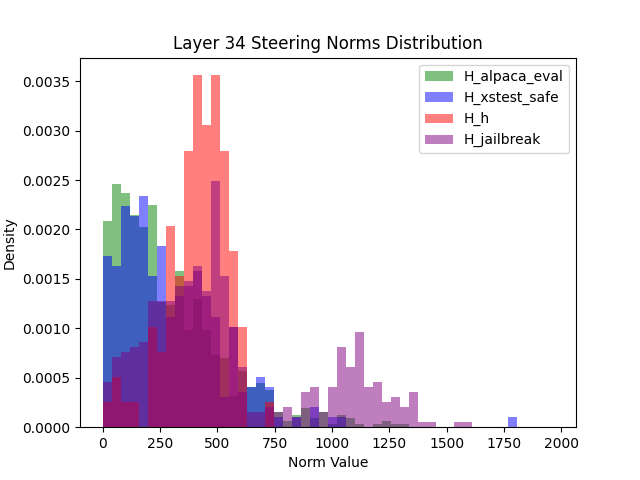 Layer 34 Steering Norms Distribution
H_alpaca_eval
H_xstest_safe
H_h
H_jailbreak
Density
0.0035
0.0030
0.0025
0.0020
0.0015
0.0010
0.0005
0.0000
0 250 500 750 1000 1250 1500 1750 2000
Norm Value